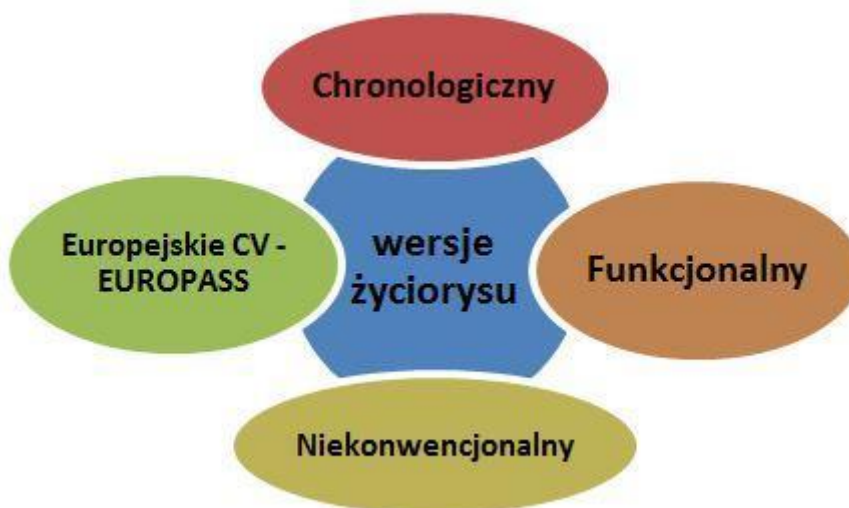 Chronologiczny
Europejskie CV -
EUROPASS
wersje
życiorysu
Funkcjonalny
Niekonwencjonalny